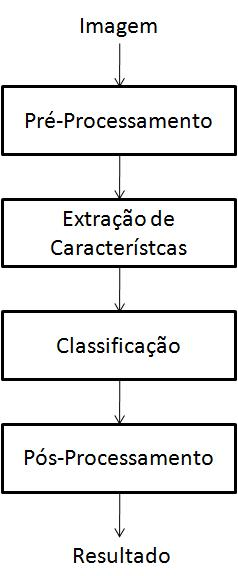 Imagem
Pré-Processamento
Extração de
Característcas
Classificação
Pós-Processamento
Resultado